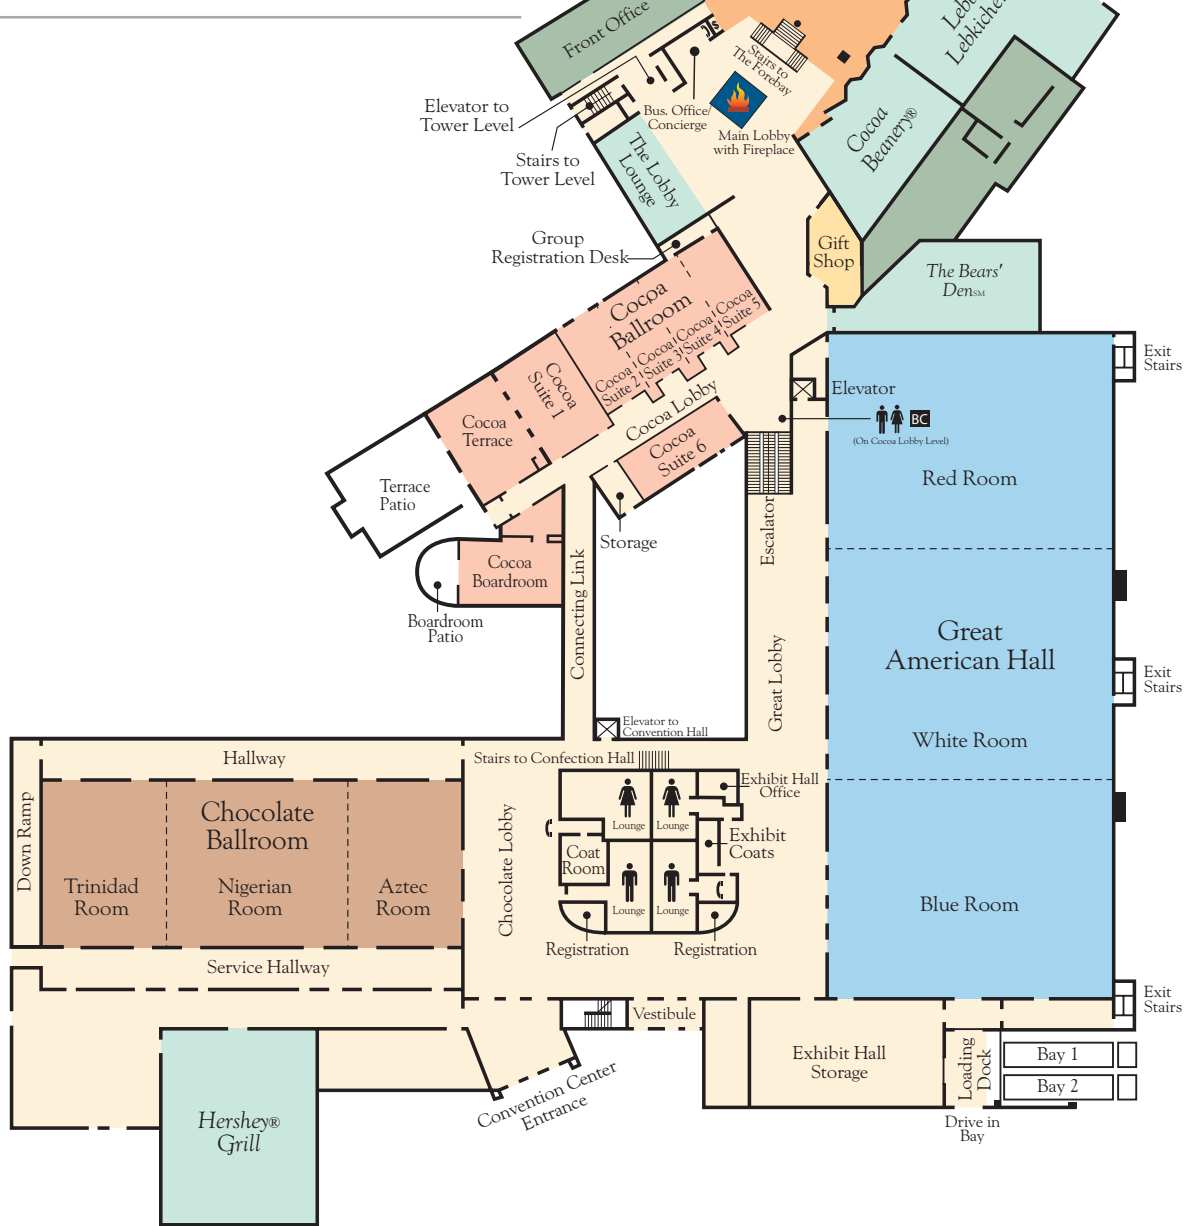 Front Office
Stairs to
The Forebay
Elevator to
Tower Level
Bus. Office/
Concierge
Main Lobby
with Fireplace
Cocoa
Beanery®
Stairs to
Tower Level
The Lobby
Lounge
Group
Registration Desk
Gift
Shop
The Bears'
Den SM
Cocoa
Ballroom
Cocoa
Suite 1
Cocoa
Suite 2
Cocoa
Suite 3
Cocoa
Suite 4
Cocoa
Suite 5
Cocoa Lobby
Cocoa
Suite 6
Cocoa
Terrace
Terrace
Patio
Storage
Cocoa
Boardroom
Boardroom
Patio
Elevator
BC
(On Cocoa Lobby Level)
Exit
Stairs
Red Room
Escalator
Connecting Link
Great Lobby
Great
American Hall
Exit
Stairs
White Room
Blue Room
Exit
Stairs
Elevator to
Convention Hall
Stairs to Confection Hall
Hallway
Down Ramp
Chocolate
Ballroom
Trinidad
Room
Nigerian
Room
Aztec
Room
Chocolate Lobby
Lounge
Lounge
Exhibit Hall
Office
Exhibit
Coats
Coat
Room
Lounge
Lounge
Registration
Registration
Service Hallway
Vestibule
Convention Center
Entrance
Hershey®
Grill
Exhibit Hall
Storage
Loading
Dock
Bay 1
Bay 2
Drive in
Bay